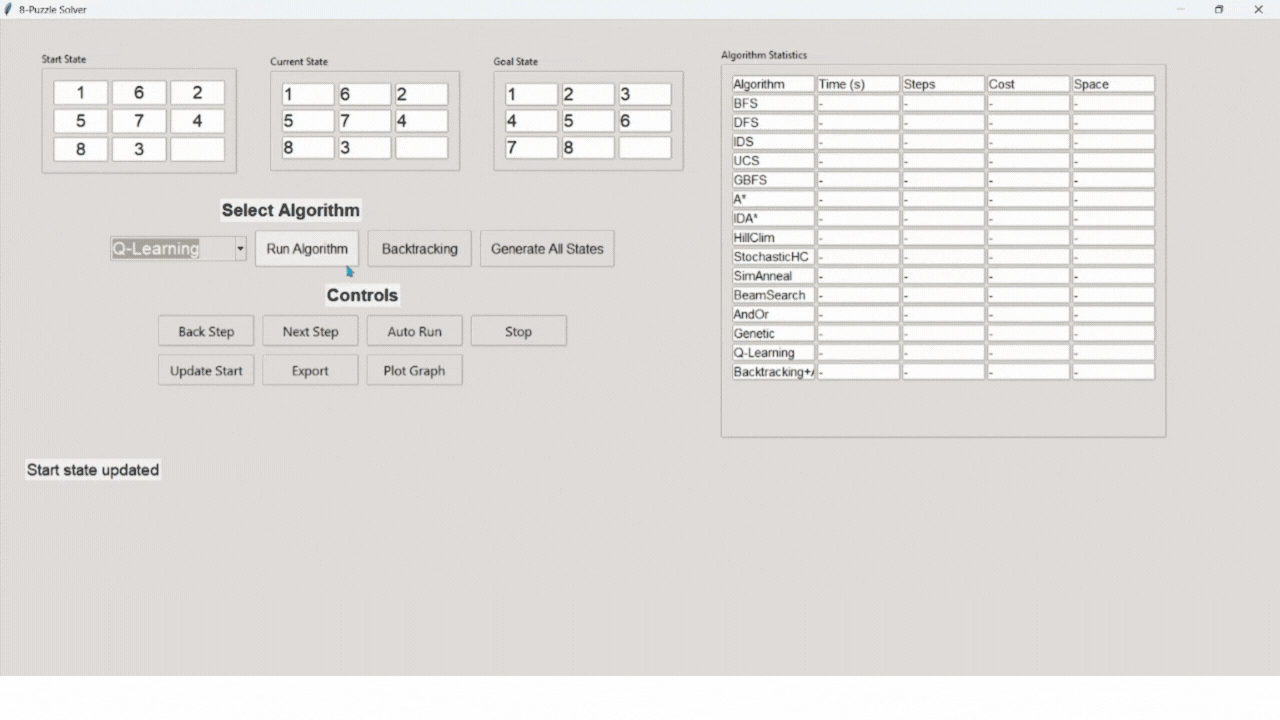 8-Puzzle Solver
Start State
1 6 2
5 7 4
8 3
Current State
1 6 2
5 7 4
8 3
Goal State
1 2 3
4 5 6
7 8
Select Algorithm
Q-Learning Run Algorithm Backtracking Generate All States
Controls
Back Step Next Step Auto Run Stop
Update Start Export Plot Graph
Start state updated
Algorithm Statistics
Algorithm Time (s) Steps Cost Space
BFS - - - -
DFS - - - -
IDS - - - -
UCS - - - -
GBFS - - - -
A* - - - -
IDA* - - - -
HillClim - - - -
StochasticHC - - - -
SimAnneal - - - -
BeamSearch - - - -
AndOr - - - -
Genetic - - - -
Q-Learning - - - -
Backtracking+ - - - -